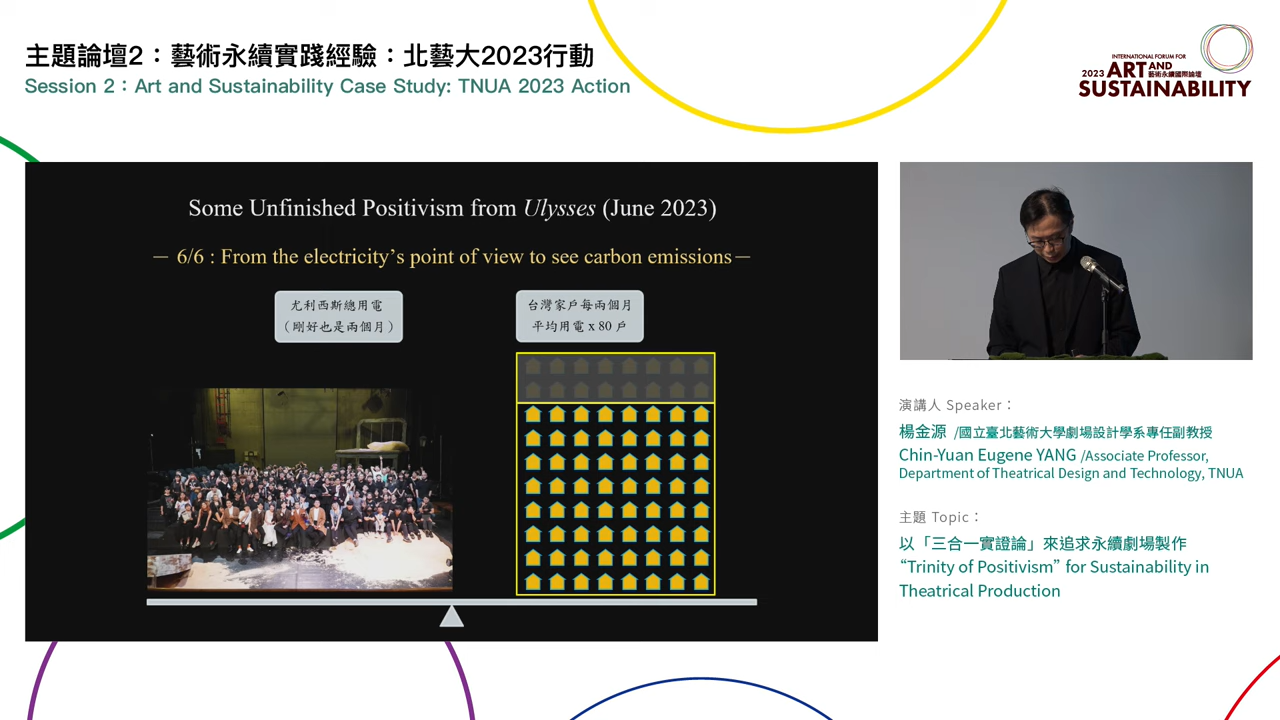 主題論壇2：藝術永續實踐經驗：北藝大2023行動
Session 2：Art and Sustainability Case Study: TNUA 2023 Action
INTERNATIONAL FORUM FOR
2023 ART AND
藝術永續國際論壇
SUSTAINABILITY
Some Unfinished Positivism from Ulysses (June 2023)
— 6/6 : From the electricity’s point of view to see carbon emissions —
尤利西斯總用電
（剛好也是兩個月）
台灣家戶每兩個月
平均用電 x 80 戶
演講人 Speaker：
楊金源 /國立臺北藝術大學劇場設計學系專任副教授
Chin-Yuan Eugene YANG /Associate Professor,
Department of Theatrical Design and Technology, TNUA
主題 Topic：
以「三合一實證論」來追求永續劇場製作
“Trinity of Positivism” for Sustainability in
Theatrical Production